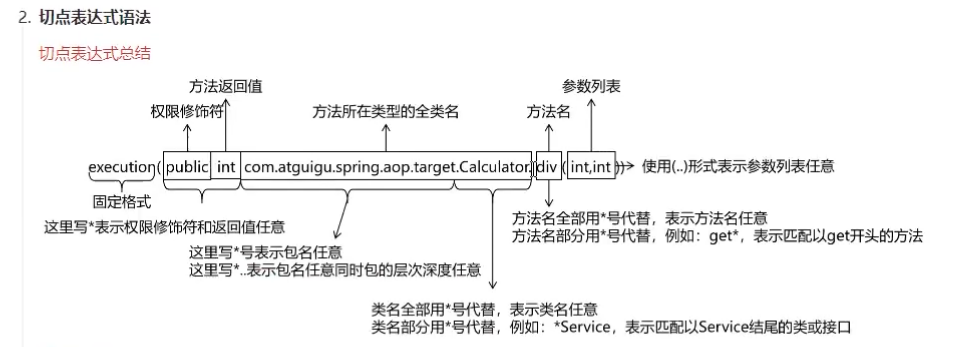 2. 切点表达式语法
切点表达式总结
方法返回值
参数列表
权限修饰符
方法所在类型的全类名
方法名
execution(public int com.atguigu.spring.aop.target.Calculator.div(int,int)) 使用(..)形式表示参数列表任意
固定格式
这里写*表示权限修饰符和返回值任意
方法名全部用*号代替，表示方法名任意
方法名部分用*号代替，例如：get*，表示匹配以get开头的方法
这里写*号表示包名任意
这里写*..表示包名任意同时包的层次深度任意
类名全部用*号代替，表示类名任意
类名部分用*号代替，例如：*Service，表示匹配以Service结尾的类或接口